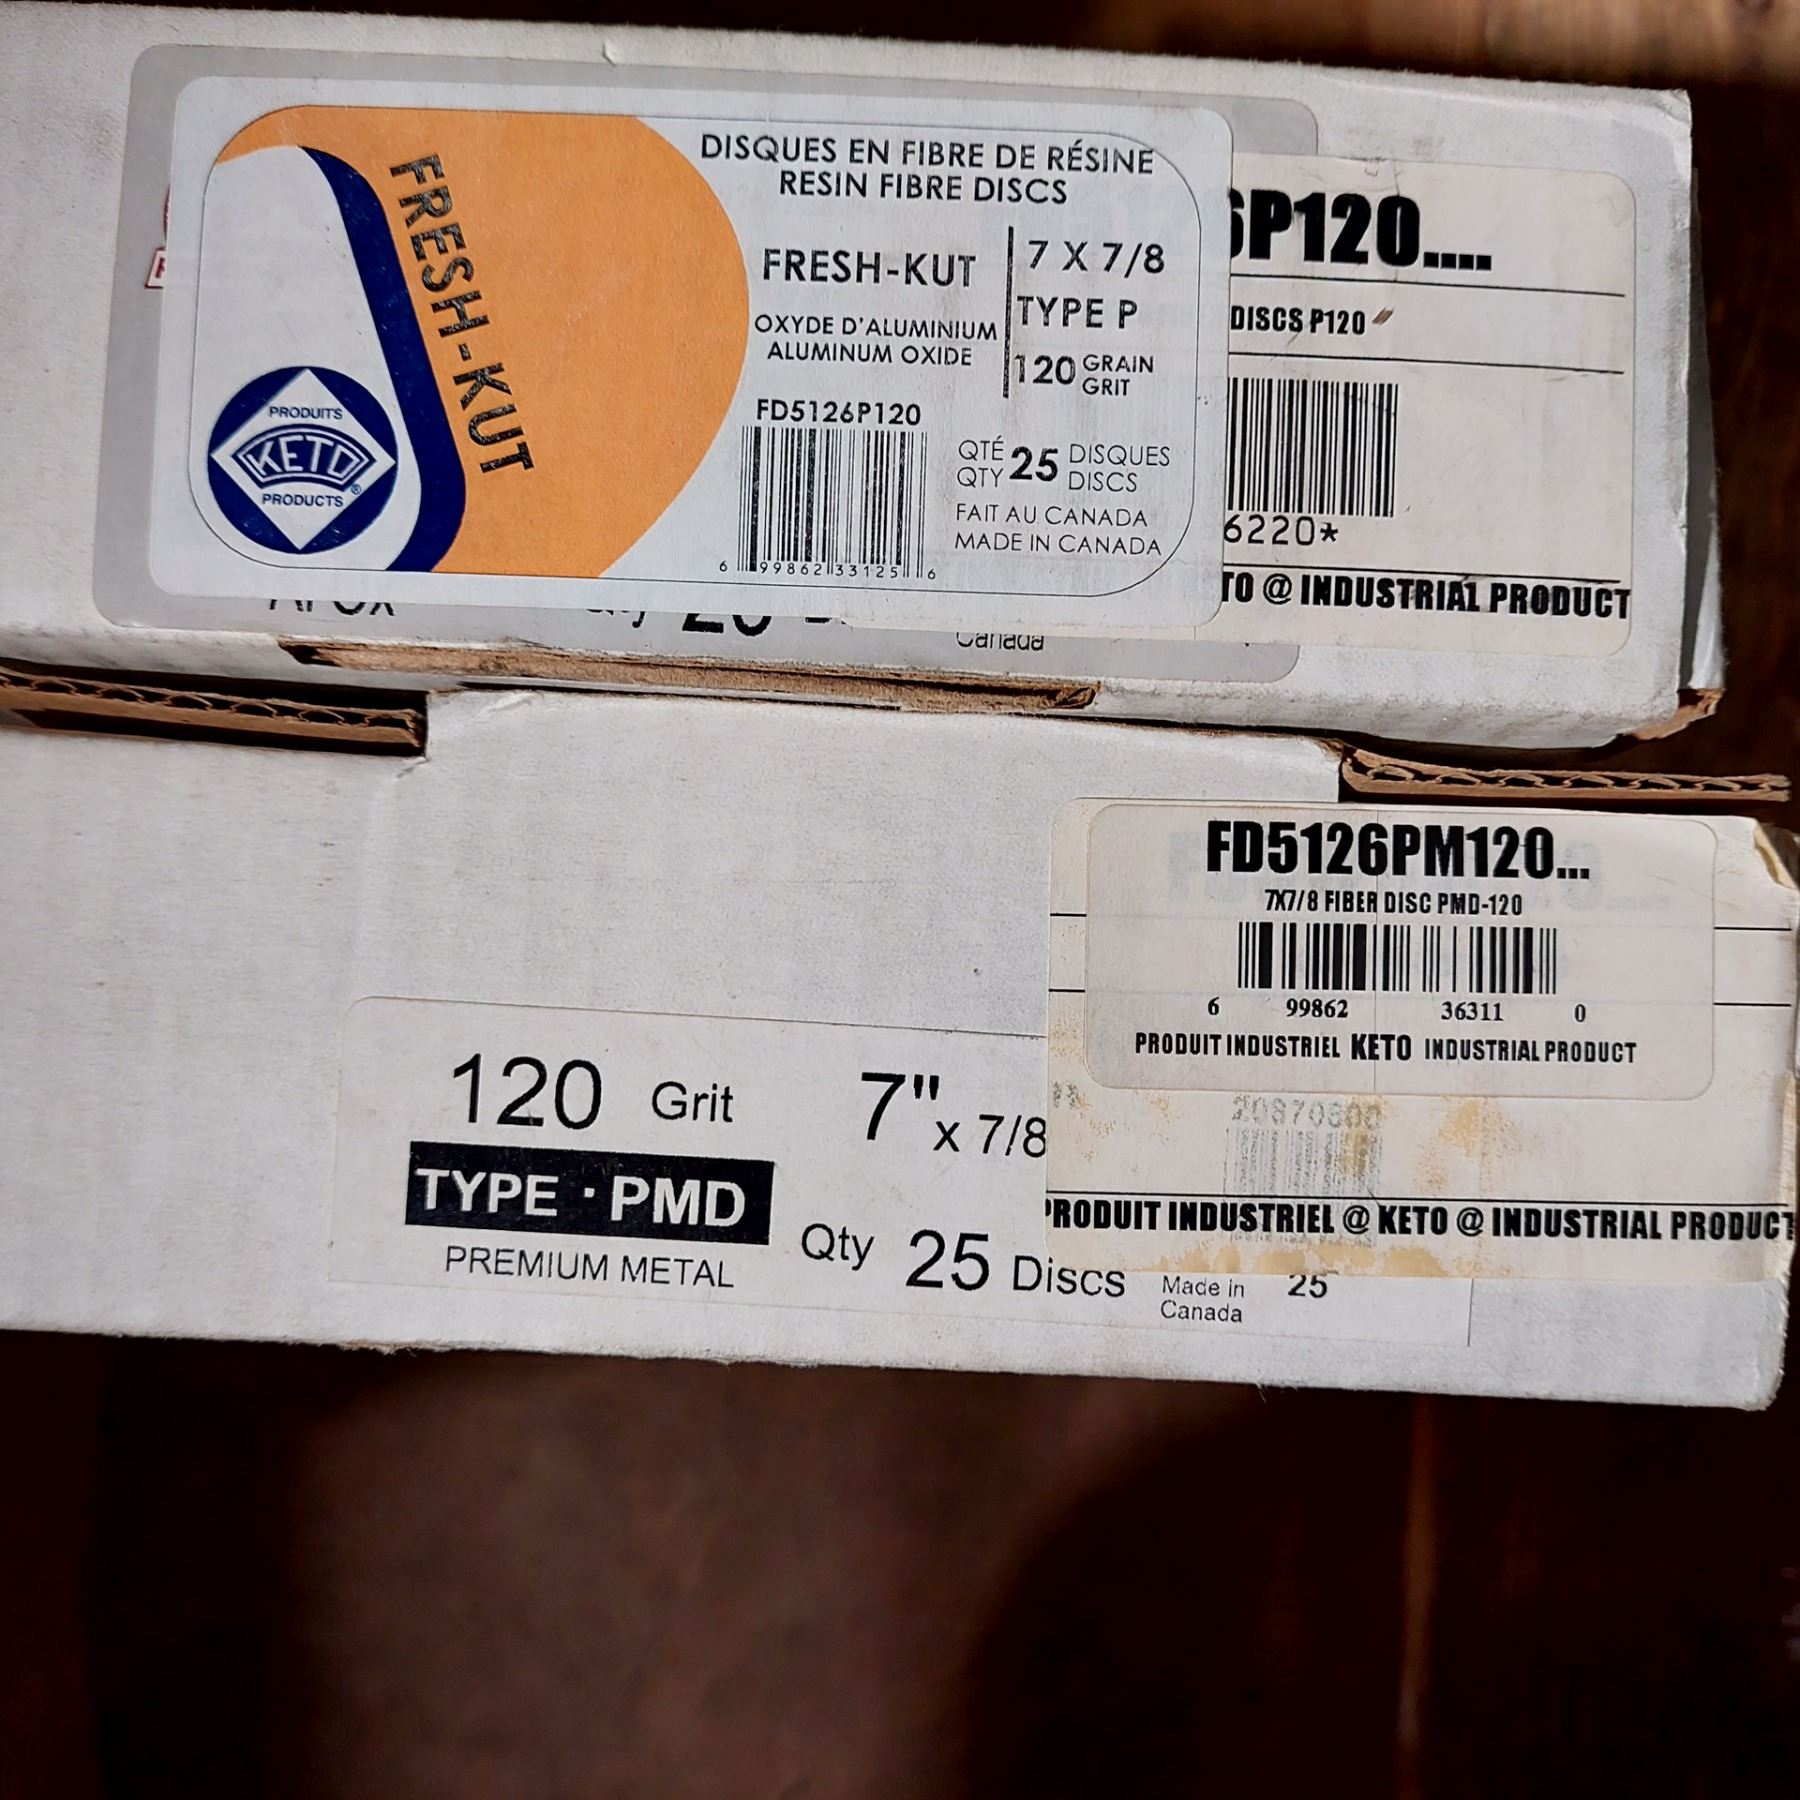 DISQUES EN FIBRE DE RÉSINE
RESIN FIBRE DISCS
FRESH-KUT
FRESH-KUT
7 X 7/8
TYPE P
OXYDE D'ALUMINIUM
ALUMINUM OXIDE
120 GRAIN
GRIT
FD5126P120
QTÉ
QTY 25 DISQUES
DISCS
FAIT AU CANADA
MADE IN CANADA
6 99862 33125 6
PRODUITS
KETO
PRODUCTS
®
6P120....
DISCS P120
6220*
TO @ INDUSTRIAL PRODUCT
Canada
FD5126PM120...
7X7/8 FIBER DISC PMD-120
6 99862 36311 0
PRODUIT INDUSTRIEL KETO INDUSTRIAL PRODUCT
20870600
PRODUIT INDUSTRIEL @ KETO @ INDUSTRIAL PRODUCT
120 Grit 7" x 7/8
TYPE · PMD
PREMIUM METAL
Qty 25 Discs
Made in
Canada
25